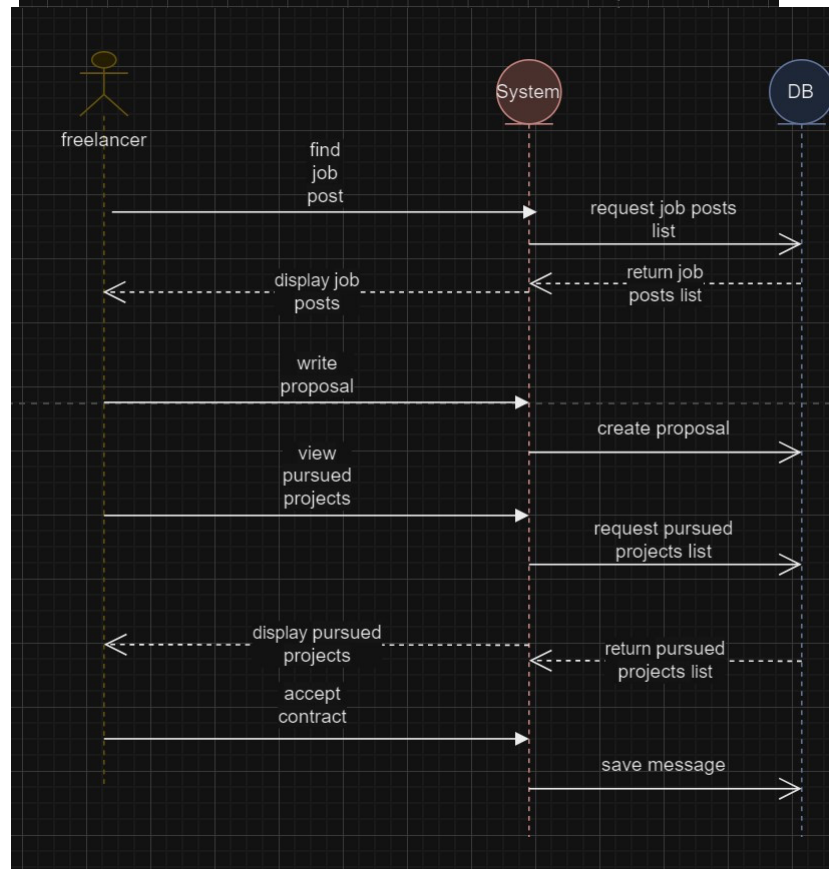 System
DB
freelancer
find
job
post
request job posts
list
return job
posts list
display job
posts
write
proposal
create proposal
view
pursued
projects
request pursued
projects list
display pursued
projects
return pursued
projects list
accept
contract
save message